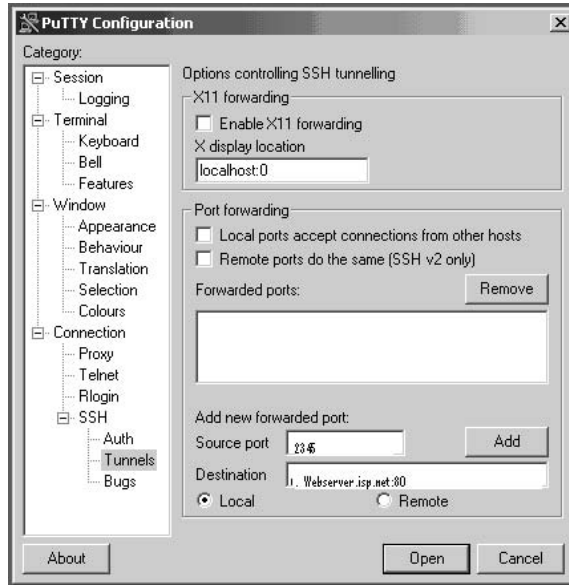 PuTTY Configuration
Category:
Session
Logging
Terminal
Keyboard
Bell
Features
Window
Appearance
Behaviour
Translation
Selection
Colours
Connection
Proxy
Telnet
Rlogin
SSH
Auth
Tunnels
Bugs
Options controlling SSH tunnelling
X11 forwarding
Enable X11 forwarding
X display location
localhost:0
Port forwarding
Local ports accept connections from other hosts
Remote ports do the same (SSH v2 only)
Forwarded ports:
Remove
Add new forwarded port:
Source port
2345
Add
Destination
Webserver.isp.net:80
Local
Remote
About
Open
Cancel